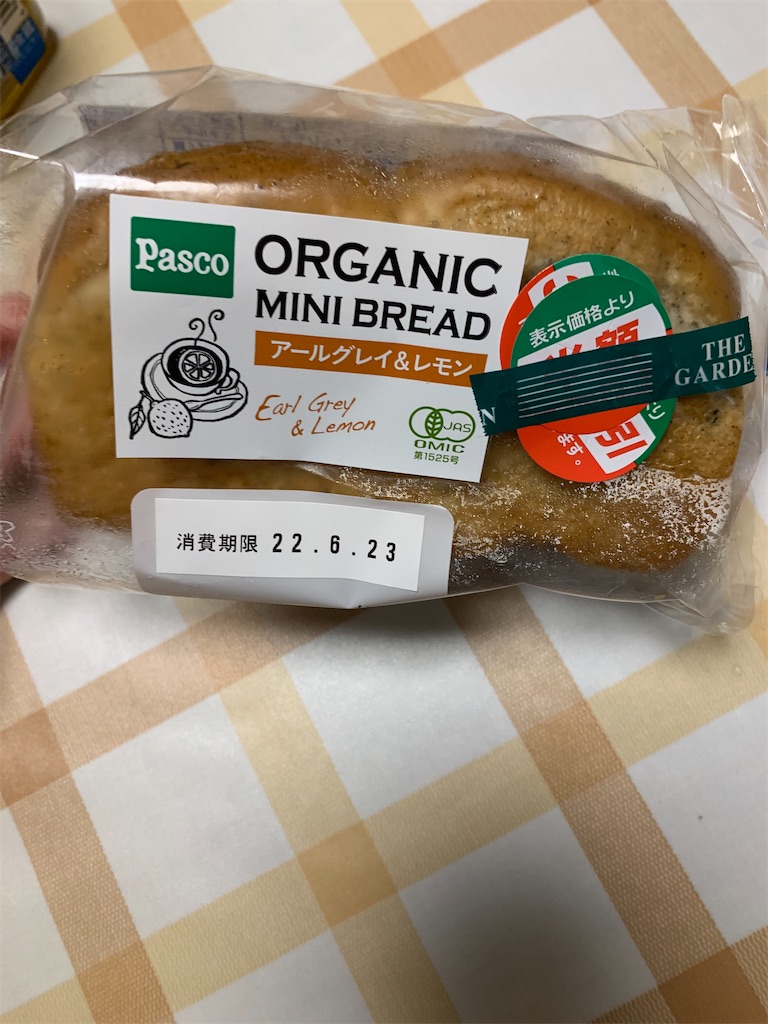 Pasco
ORGANIC
MINI BREAD
アールグレイ&レモン
Earl Grey
& Lemon
JAS
OMIC
第1525号
表示価格より
半額
引
ます。
THE
GARDE
N
消費期限 22.6.23